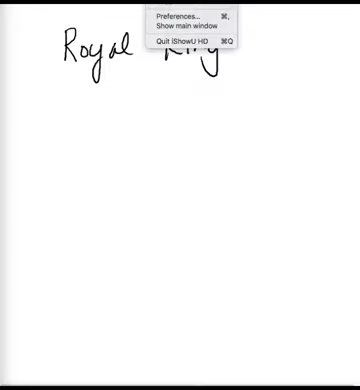 Preferences... ⌘,
Show main window
Quit iShowU HD ⌘Q
Royal